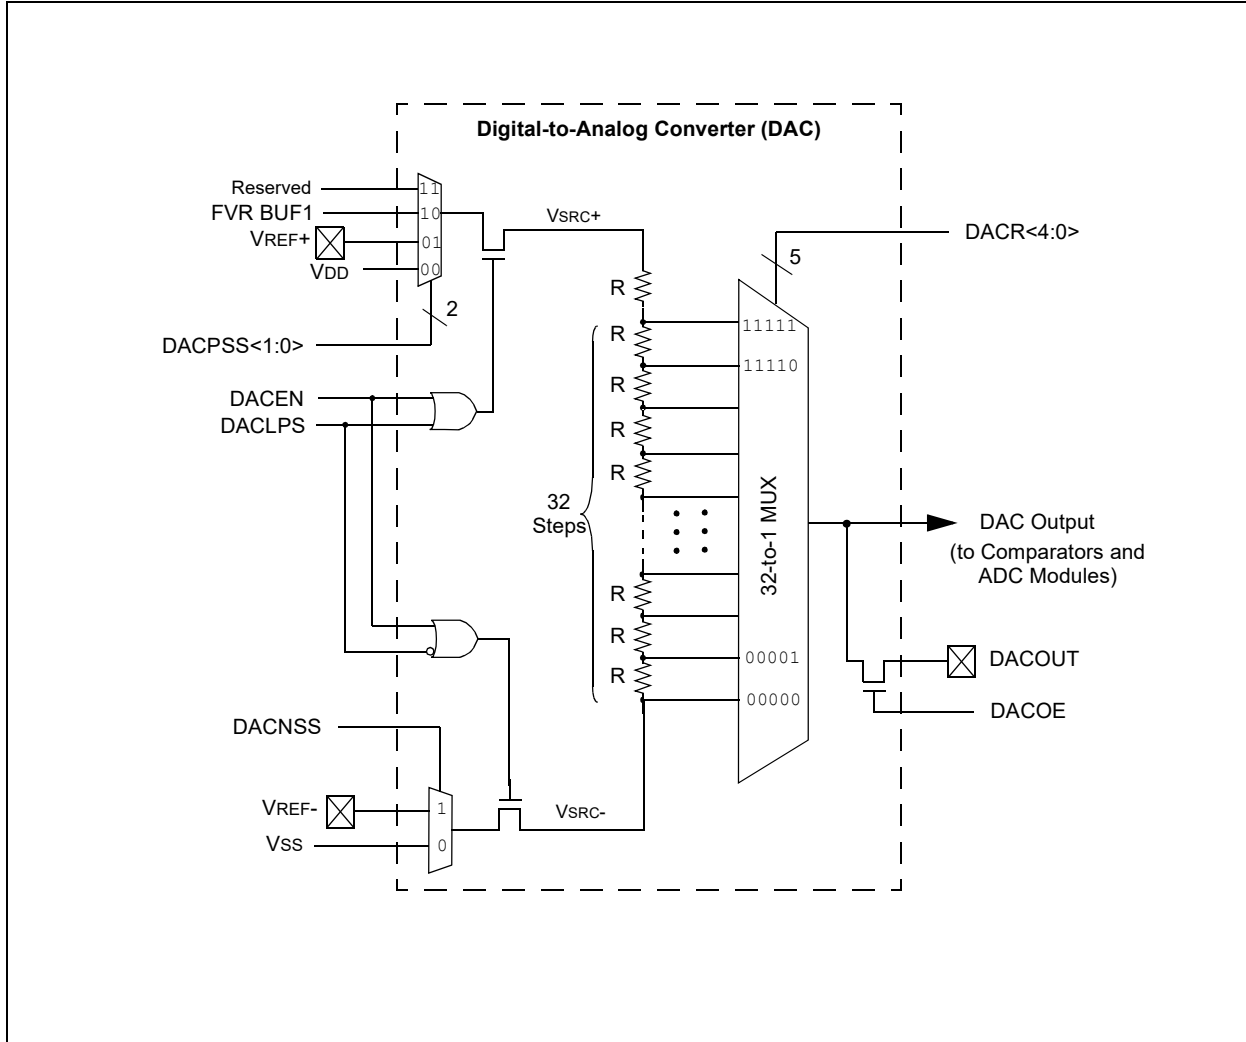 Digital-to-Analog Converter (DAC)
Reserved
11
FVR BUF1
10
VREF+
01
VDD
00
2
DACPSS<1:0>
DACEN
DACLPS
VSRC+
DACR<4:0>
5
R
R
R
R
R
R
R
R
32
Steps
11111
11110
32-to-1 MUX
00001
00000
DAC Output
(to Comparators and
ADC Modules)
DACOUT
DACOE
DACNSS
VREF-
1
VSS
0
VSRC-